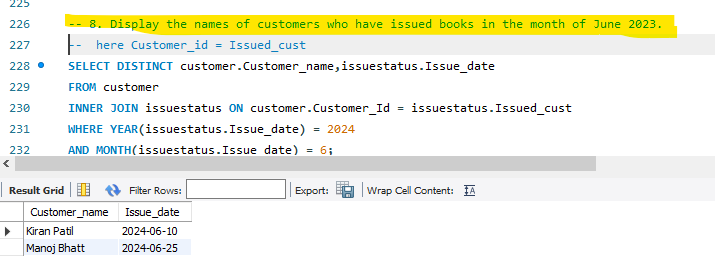 225
226 -- 8. Display the names of customers who have issued books in the month of June 2023.
227 -- here Customer_id = Issued_cust
228 SELECT DISTINCT customer.Customer_name,issuestatus.Issue_date
229 FROM customer
230 INNER JOIN issuestatus ON customer.Customer_Id = issuestatus.Issued_cust
231 WHERE YEAR(issuestatus.Issue_date) = 2024
232 AND MONTH(issuestatus.Issue_date) = 6;
Result Grid Filter Rows: Export: Wrap Cell Content: IA
Customer_name Issue_date
Kiran Patil 2024-06-10
Manoj Bhatt 2024-06-25